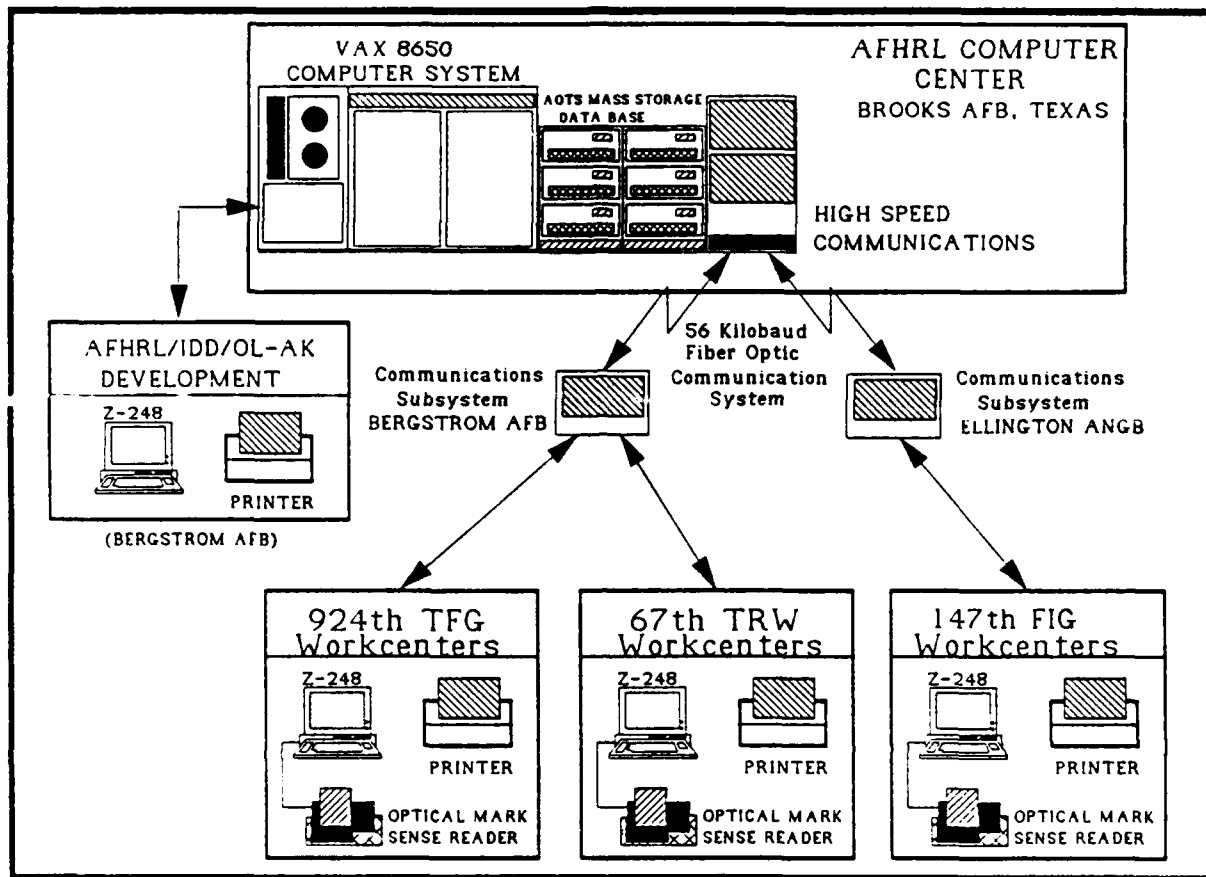 VAX 8650
COMPUTER SYSTEM
AOTS MASS STORAGE
DATA BASE
AFHRL COMPUTER
CENTER
BROOKS AFB, TEXAS
HIGH SPEED
COMMUNICATIONS
AFHRL/IDD/OL-AK
DEVELOPMENT
Z-248
PRINTER
(BERGSTROM AFB)
Communications
Subsystem
BERGSTROM AFB
56 Kilobaud
Fiber Optic
Communication
System
Communications
Subsystem
ELLINGTON ANGB
924th TFG
Workcenters
Z-248
PRINTER
OPTICAL MARK
SENSE READER
67th TRW
Workcenters
Z-248
PRINTER
OPTICAL MARK
SENSE READER
147th FIG
Workcenters
Z-248
PRINTER
OPTICAL MARK
SENSE READER